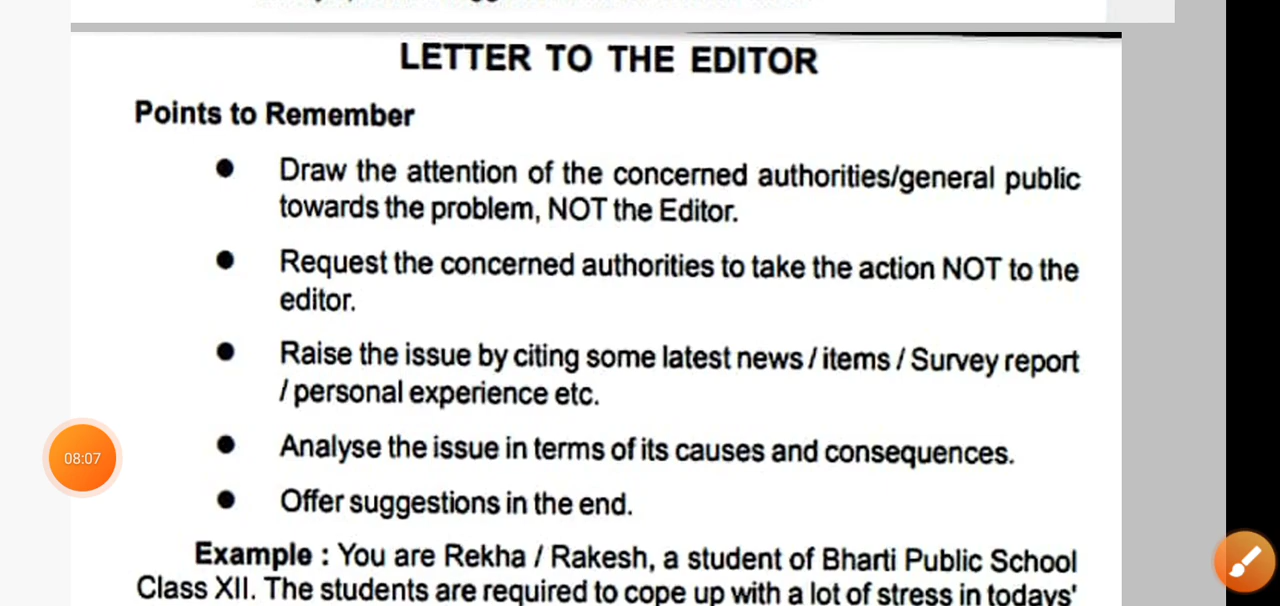 LETTER TO THE EDITOR
Points to Remember
● Draw the attention of the concerned authorities/general public
towards the problem, NOT the Editor.
● Request the concerned authorities to take the action NOT to the
editor.
● Raise the issue by citing some latest news / items / Survey report
/ personal experience etc.
● Analyse the issue in terms of its causes and consequences.
● Offer suggestions in the end.
08:07
Example : You are Rekha / Rakesh, a student of Bharti Public School
Class XII. The students are required to cope up with a lot of stress in todays'